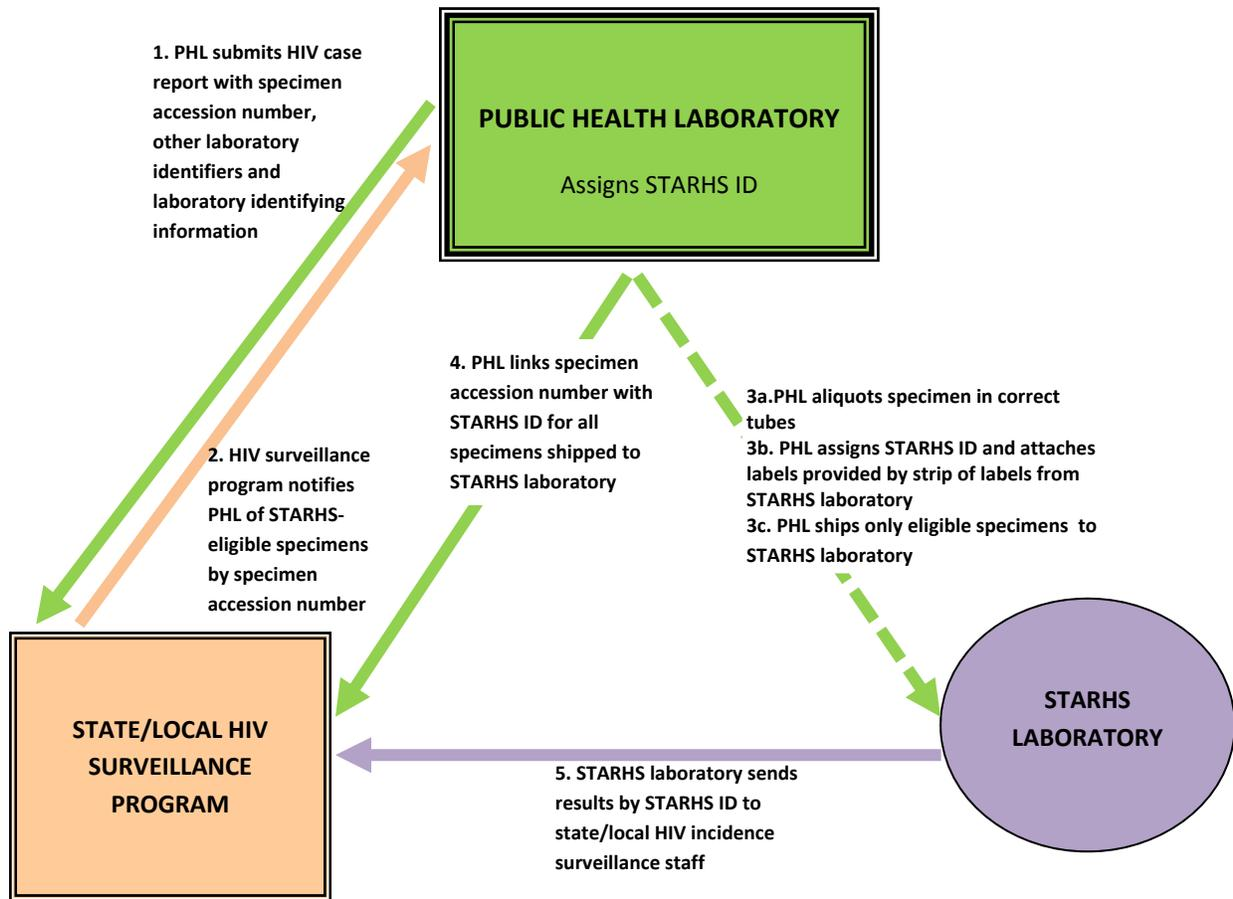 1. PHL submits HIV case
report with specimen
accession number,
other laboratory
identifiers and
laboratory identifying
information
PUBLIC HEALTH LABORATORY
Assigns STARHS ID
4. PHL links specimen
accession number with
STARHS ID for all
specimens shipped to
STARHS laboratory
3a.PHL aliquots specimen in correct
tubes
3b. PHL assigns STARHS ID and attaches
labels provided by strip of labels from
STARHS laboratory
3c. PHL ships only eligible specimens to
STARHS laboratory
2. HIV surveillance
program notifies
PHL of STARHS-
eligible specimens
by specimen
accession number
STATE/LOCAL HIV
SURVEILLANCE
PROGRAM
STARHS
LABORATORY
5. STARHS laboratory sends
results by STARHS ID to
state/local HIV incidence
surveillance staff